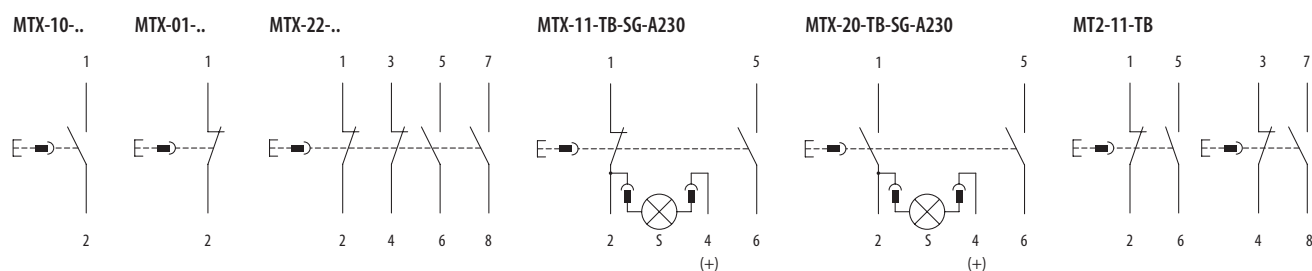 MTX-10-.. MTX-01-.. MTX-22-.. MTX-11-TB-SG-A230 MTX-20-TB-SG-A230 MT2-11-TB
1 1 1 3 5 7 1 5 1 5 1 5 3 7
2 2 2 4 6 8 2 S 4 6 2 S 4 6 2 6 4 8
(+) (+)